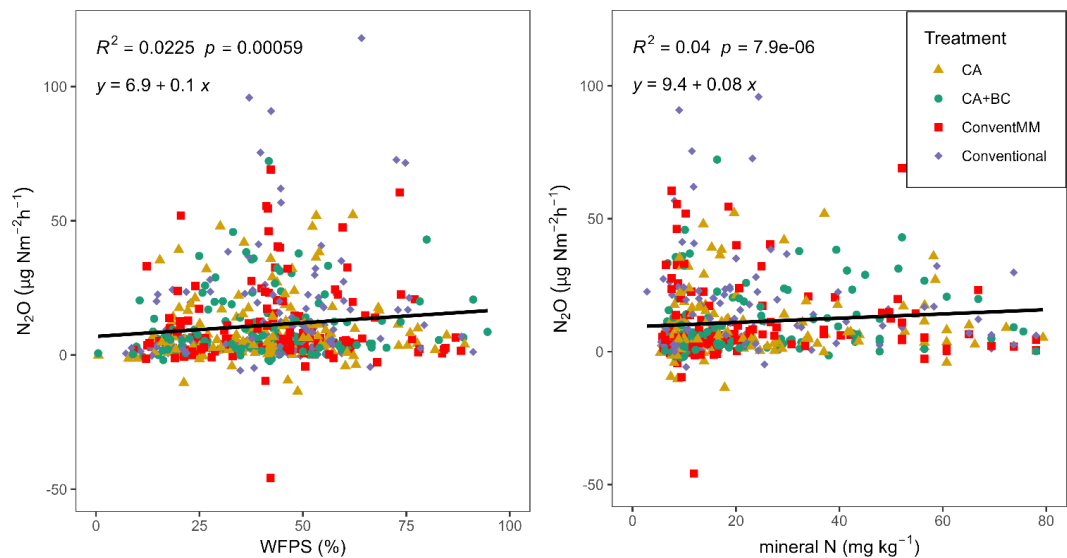 R² = 0.0225 p = 0.00059
y = 6.9 + 0.1 x
N₂O (µg Nm⁻²h⁻¹)
100
50
0
-50
0 25 50 75 100
WFPS (%)
R² = 0.04 p = 7.9e-06
y = 9.4 + 0.08 x
Treatment
CA
CA+BC
ConventMM
Conventional
N₂O (µg Nm⁻²h⁻¹)
100
50
0
-50
0 20 40 60 80
mineral N (mg kg⁻¹)